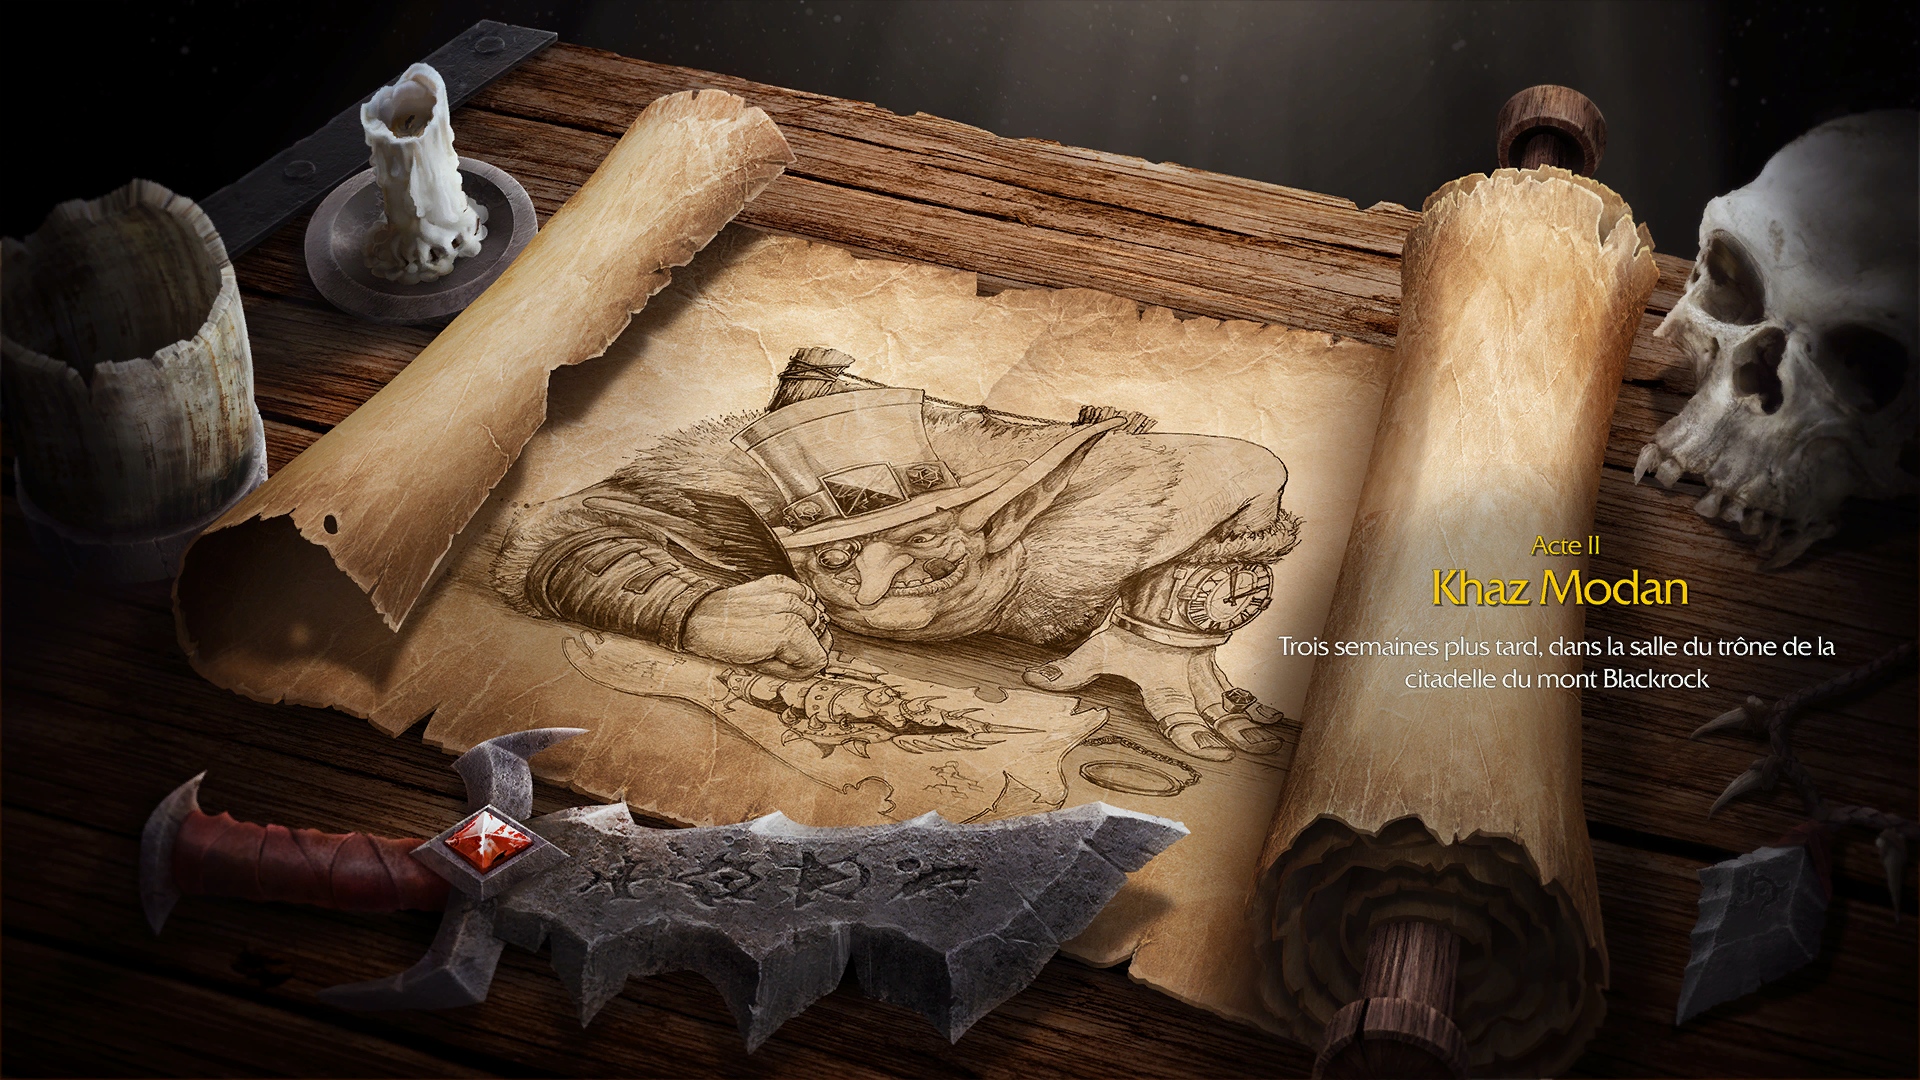 Acte II
Khaz Modan
Trois semaines plus tard, dans la salle du trône de la
citadelle du mont Blackrock